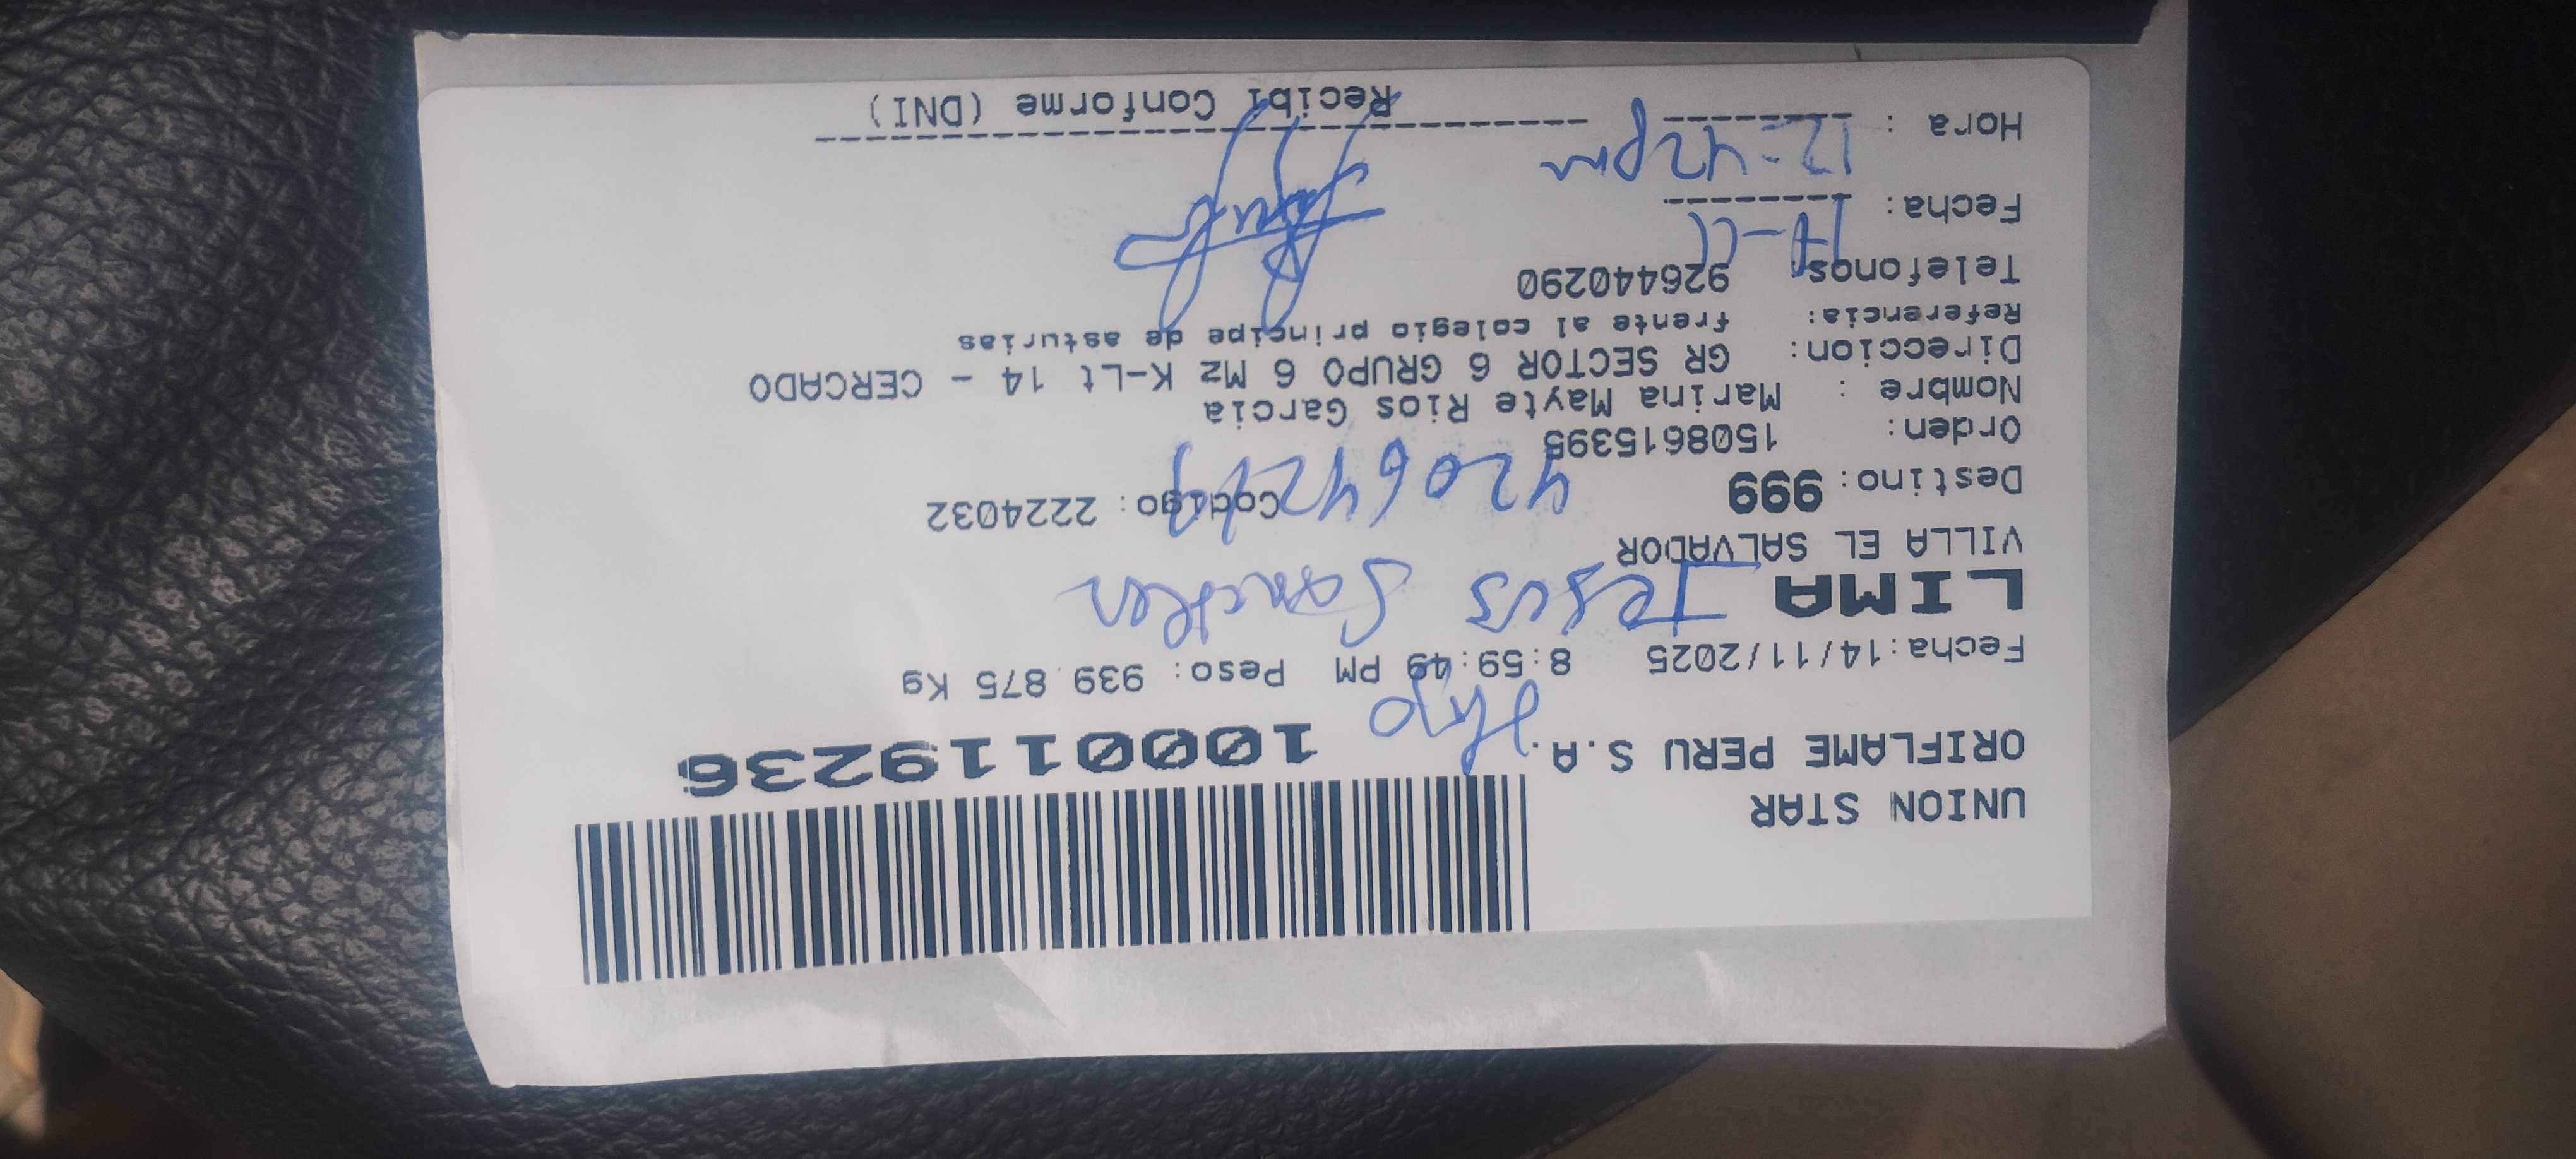 UNION STAR
ORIFLAME PERU S.A. 1000119236
Hijo
Fecha:14/11/2025 8:59:49 PM Peso: 939.875 Kg
LIMA
Jesus Sanchez
VILLA EL SALVADOR
Destino: 999 Codigo: 2224032
Orden: 1508615395
Nombre : Marina Mayte Rios Garcia
Direccion: GR SECTOR 6 GRUPO 6 Mz K-Lt 14 - CERCADO
Referencia: frente al colegio principe de asturias
Telefonos: 926440290
Fecha:
Hora : 12:42pm
Recibi Conforme (DNI)